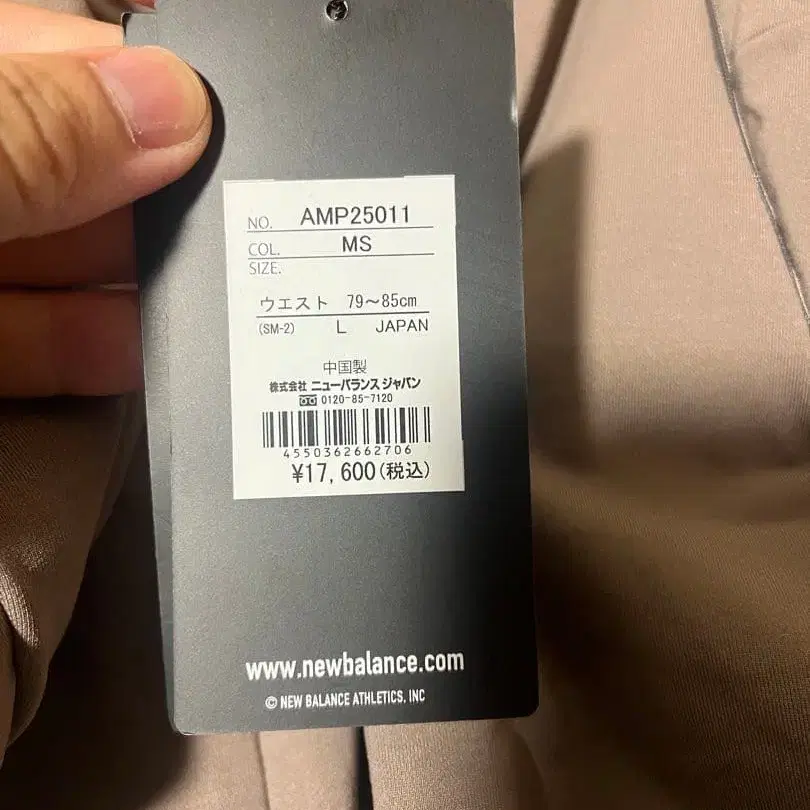 NO. AMP25011
COL. MS
SIZE.
ウエスト 79～85cm
(SM-2) L JAPAN
中国製
株式会社 ニューバランス ジャパン
0120-85-7120
4550362662706
¥17,600(税込)
www.newbalance.com
© NEW BALANCE ATHLETICS, INC